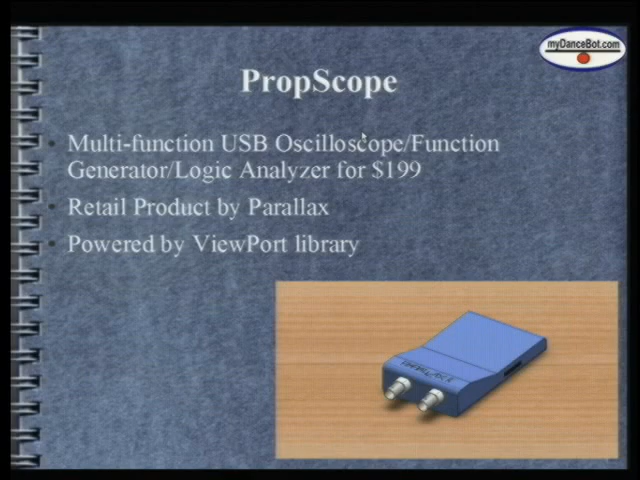 myDanceBot.com
PropScope
Multi-function USB Oscilloscope/Function
Generator/Logic Analyzer for $199
Retail Product by Parallax
Powered by ViewPort library